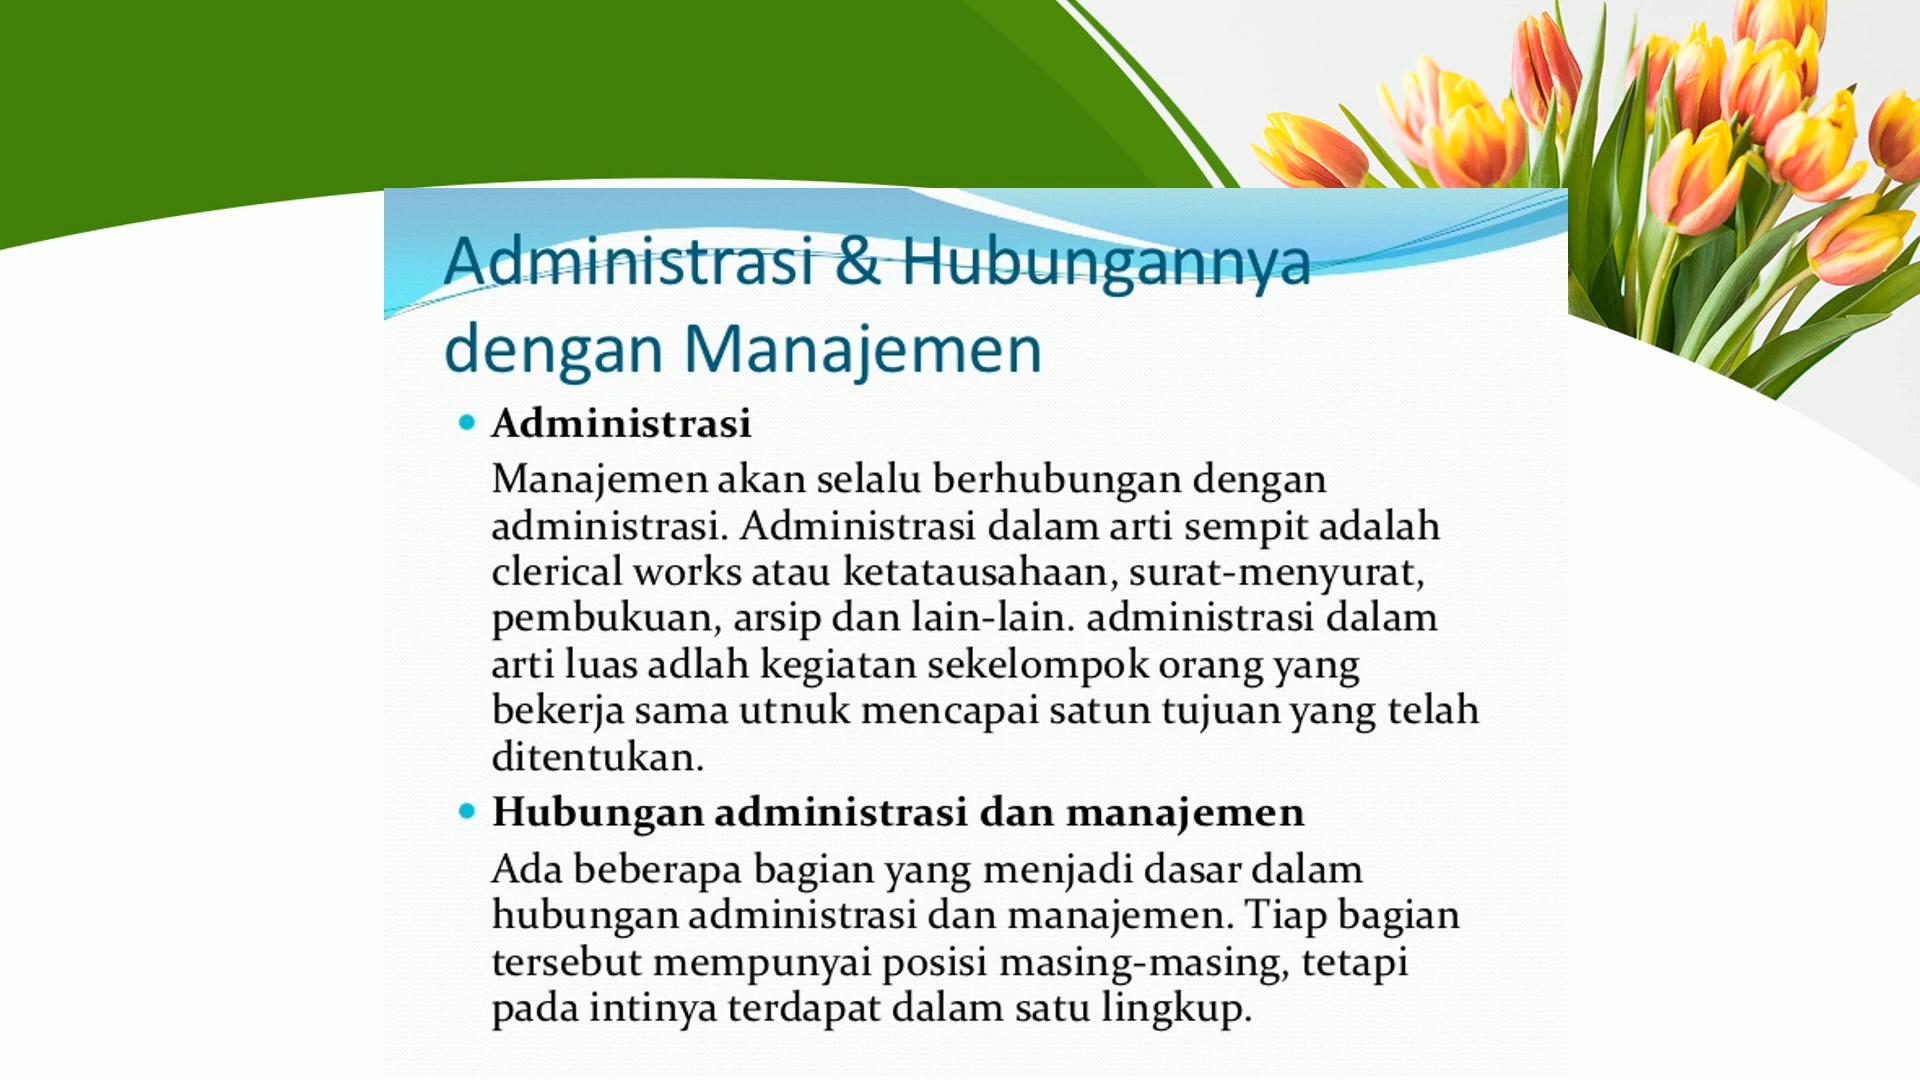 Administrasi & Hubungannya
dengan Manajemen
• Administrasi
Manajemen akan selalu berhubungan dengan
administrasi. Administrasi dalam arti sempit adalah
clerical works atau ketatausahaan, surat-menyurat,
pembukuan, arsip dan lain-lain. administrasi dalam
arti luas adlah kegiatan sekelompok orang yang
bekerja sama utnuk mencapai satun tujuan yang telah
ditentukan.
• Hubungan administrasi dan manajemen
Ada beberapa bagian yang menjadi dasar dalam
hubungan administrasi dan manajemen. Tiap bagian
tersebut mempunyai posisi masing-masing, tetapi
pada intinya terdapat dalam satu lingkup.